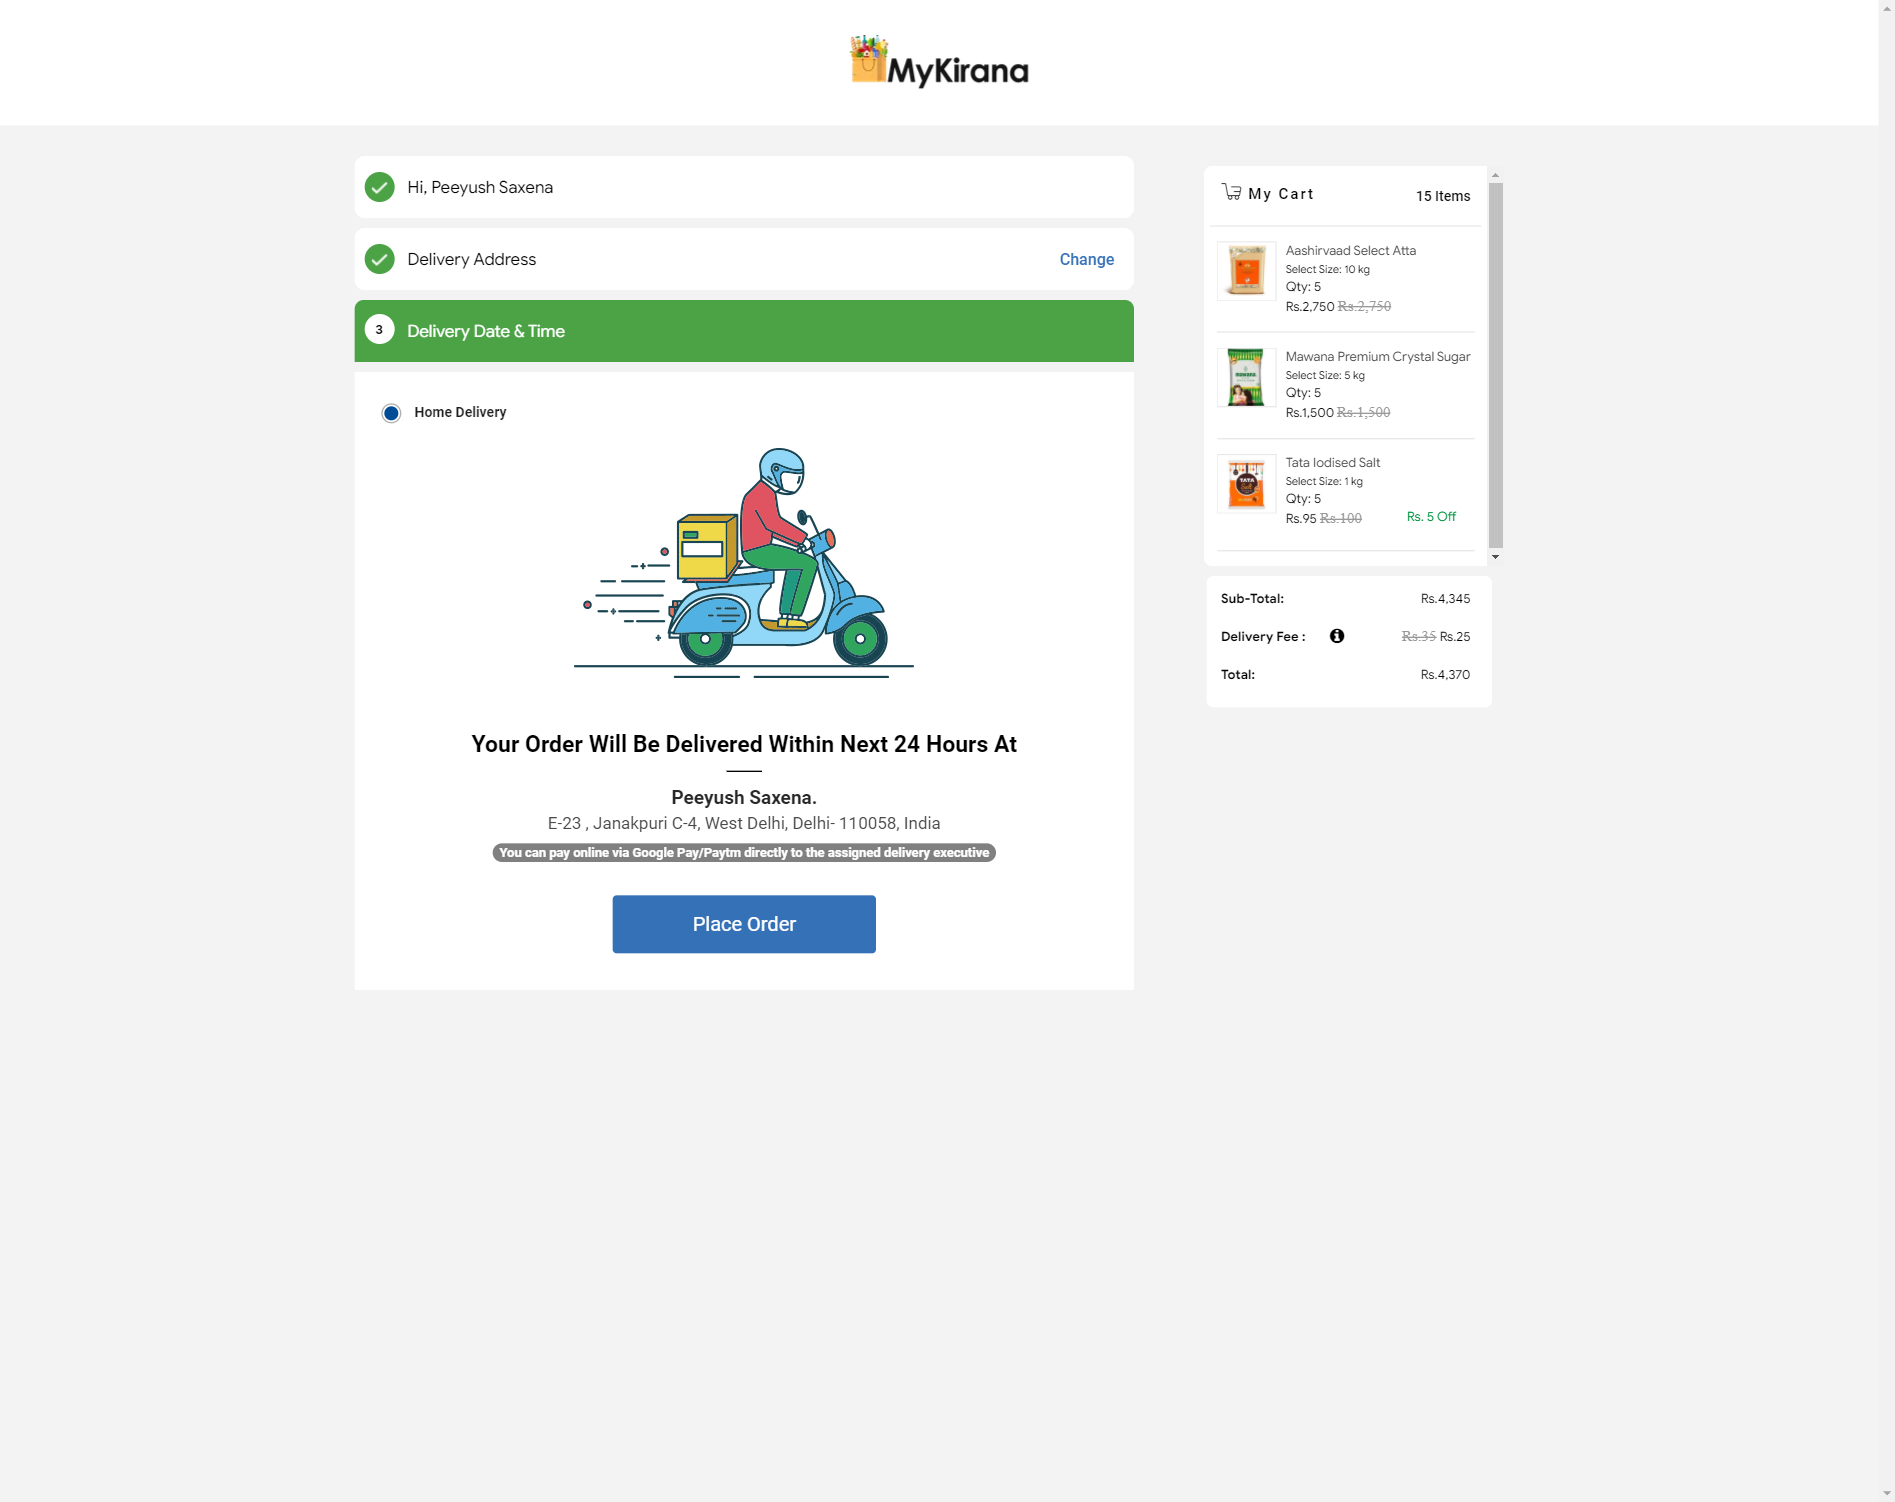 MyKirana
Hi, Peeyush Saxena
Delivery Address
Change
3
Delivery Date & Time
Home Delivery
Your Order Will Be Delivered Within Next 24 Hours At
Peeyush Saxena.
E-23 , Janakpuri C-4, West Delhi, Delhi- 110058, India
You can pay online via Google Pay/Paytm directly to the assigned delivery executive
Place Order
My Cart
15 Items
Aashirvaad Select Atta
Select Size: 10 kg
Qty: 5
Rs.2,750 Rs.2,750
Mawana Premium Crystal Sugar
Select Size: 5 kg
Qty: 5
Rs.1,500 Rs.1,500
TATA
Tata Iodised Salt
Select Size: 1 kg
Qty: 5
Rs.95 Rs.100
Rs. 5 Off
Sub-Total:
Rs.4,345
Delivery Fee :
Rs.35 Rs.25
Total:
Rs.4,370